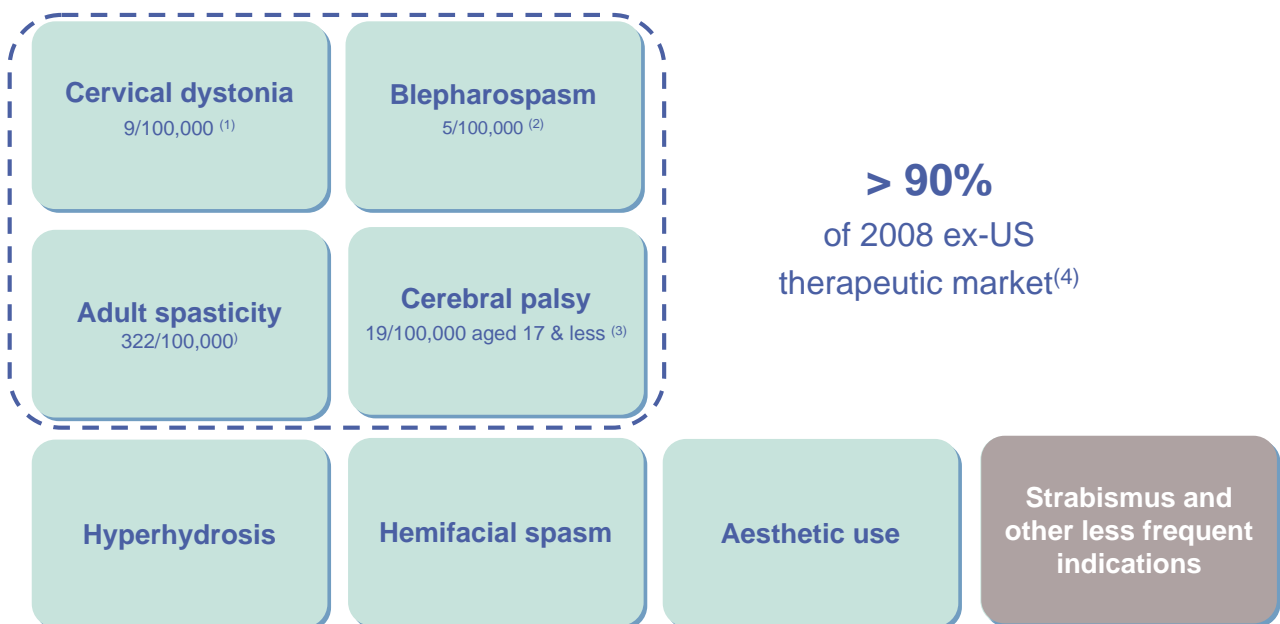 Cervical dystonia
9/100,000 (1)
Blepharospasm
5/100,000 (2)
> 90%
of 2008 ex-US
therapeutic market(4)
Adult spasticity
322/100,000)
Cerebral palsy
19/100,000 aged 17 & less (3)
Hyperhydrosis
Hemifacial spasm
Aesthetic use
Strabismus and
other less frequent
indications